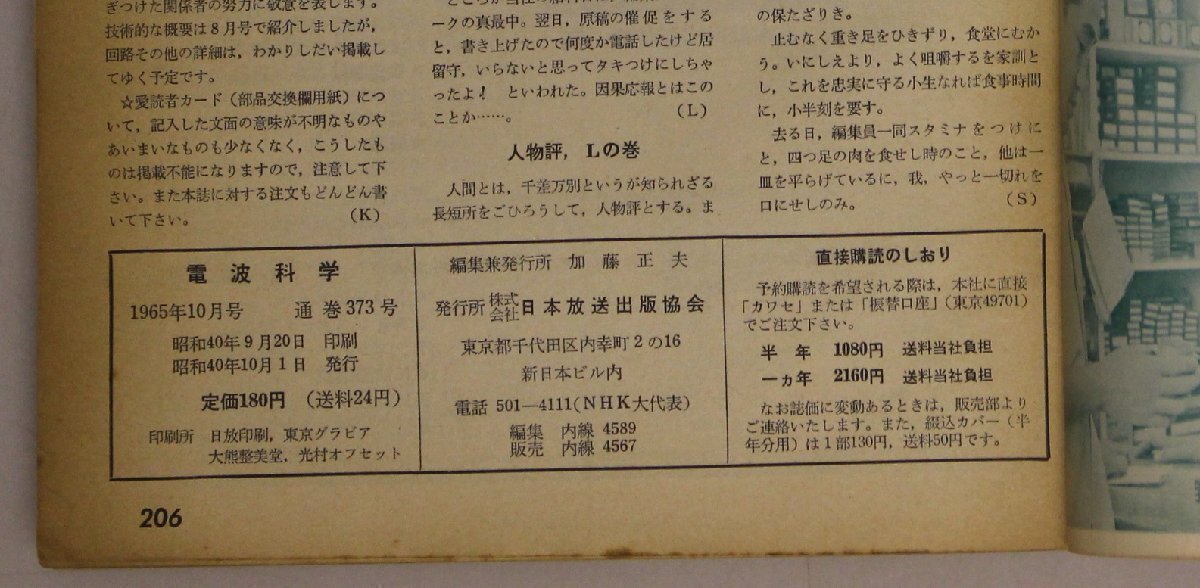 ぎつけた関係者の努力に敬意を表します。
技術的な概要は8月号で紹介しましたが,
回路その他の詳細は, わかりしだい掲載し
てゆく予定です。
☆愛読者カード(部品交換欄用紙)につ
いて, 記入した文面の意味が不明なものや
あいまいなものも少なくなく, こうしたも
のは掲載不能になりますので, 注意して下
さい。また本誌に対する注文もどんどん書
いて下さい。 (K)
ークの真最中。翌日, 原稿の催促をする
と, 書き上げたので何度か電話したけど居
留守, いらないと思ってタキつけにしちゃ
ったよ! といわれた。因果応報とはこの
ことか……。 (L)
人物評, Lの巻
人間とは, 千差万別というが知られざる
長短所をごひろうして, 人物評とする。ま
の保たざりき。
止むなく重き足をひきずり, 食堂にむか
う。いにしえより, よく咀嚼するを家訓と
し, これを忠実に守る小生なれば食事時間
に, 小半刻を要す。
去る日, 編集員一同スタミナをつけに
と, 四つ足の肉を食せし時のこと, 他は一
皿を平らげているに, 我, やっと一切れを
口にせしのみ。 (S)
電波科学
1965年10月号 通巻373号
昭和40年9月20日 印刷
昭和40年10月1日 発行
定価180円 (送料24円)
印刷所 日放印刷, 東京グラビア
大熊整美堂, 光村オフセット
編集兼発行所 加藤正夫
発行所 株式会社 日本放送出版協会
東京都千代田区内幸町2の16
新日本ビル内
電話 501―4111(NHK大代表)
編集 内線 4589
販売 内線 4567
直接購読のしおり
予約購読を希望される際は, 本社に直接
「カワセ」または「振替口座」(東京49701)
でご注文下さい。
半年 1080円 送料当社負担
一ヵ年 2160円 送料当社負担
なお誌価に変動あるときは, 販売部より
ご連絡いたします。また, 綴込カバー(半
年分用)は1部130円, 送料50円です。
206